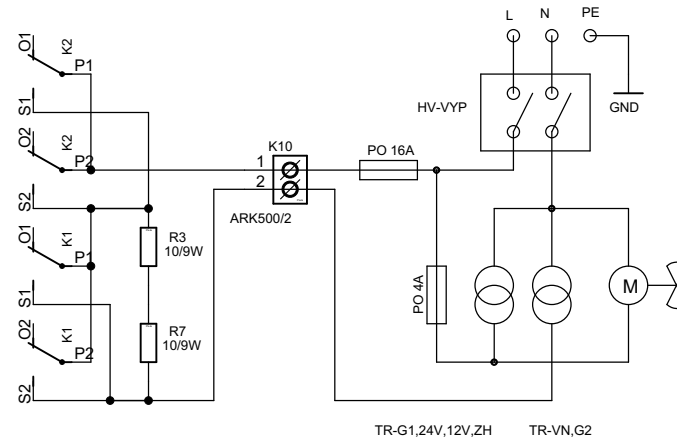 L N PE
HV-VYP
GND
O1
K2
P1
S1
O2
K2
P2
S2
O1
K1
P1
S1
O2
K1
P2
S2
K10
1
2
ARK500/2
PO 16A
PO 4A
R3
10/9W
R7
10/9W
M
TR-G1,24V,12V,ZH
TR-VN,G2